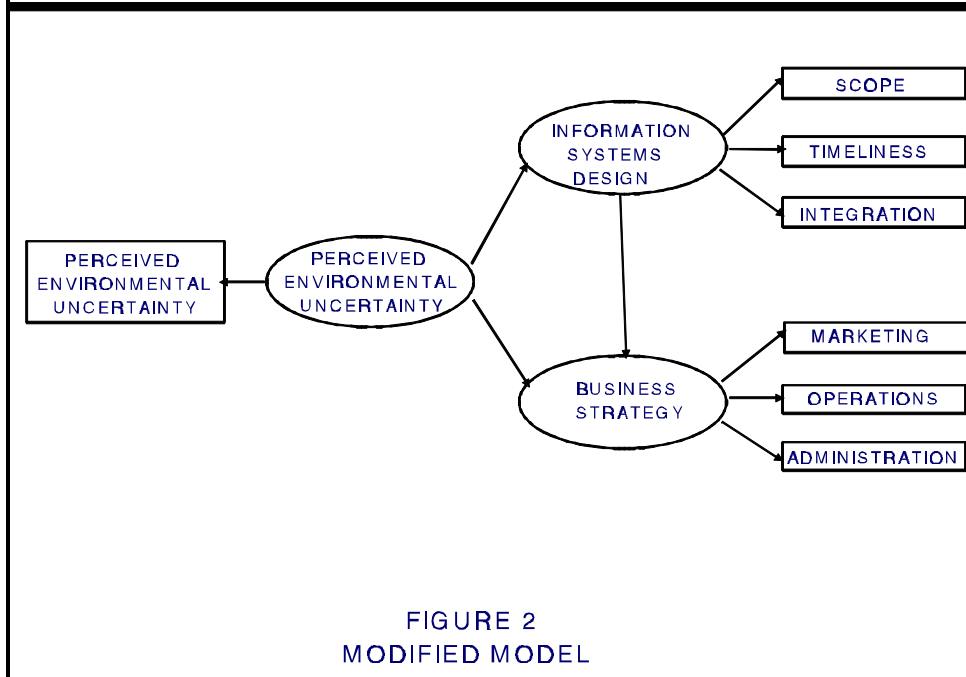 SCOPE
INFORMATION
SYSTEMS
DESIGN
TIMELINESS
INTEGRATION
PERCEIVED
ENVIRONMENTAL
UNCERTAINTY
PERCEIVED
ENVIRONMENTAL
UNCERTAINTY
MARKETING
BUSINESS
STRATEGY
OPERATIONS
ADMINISTRATION
FIGURE 2
MODIFIED MODEL